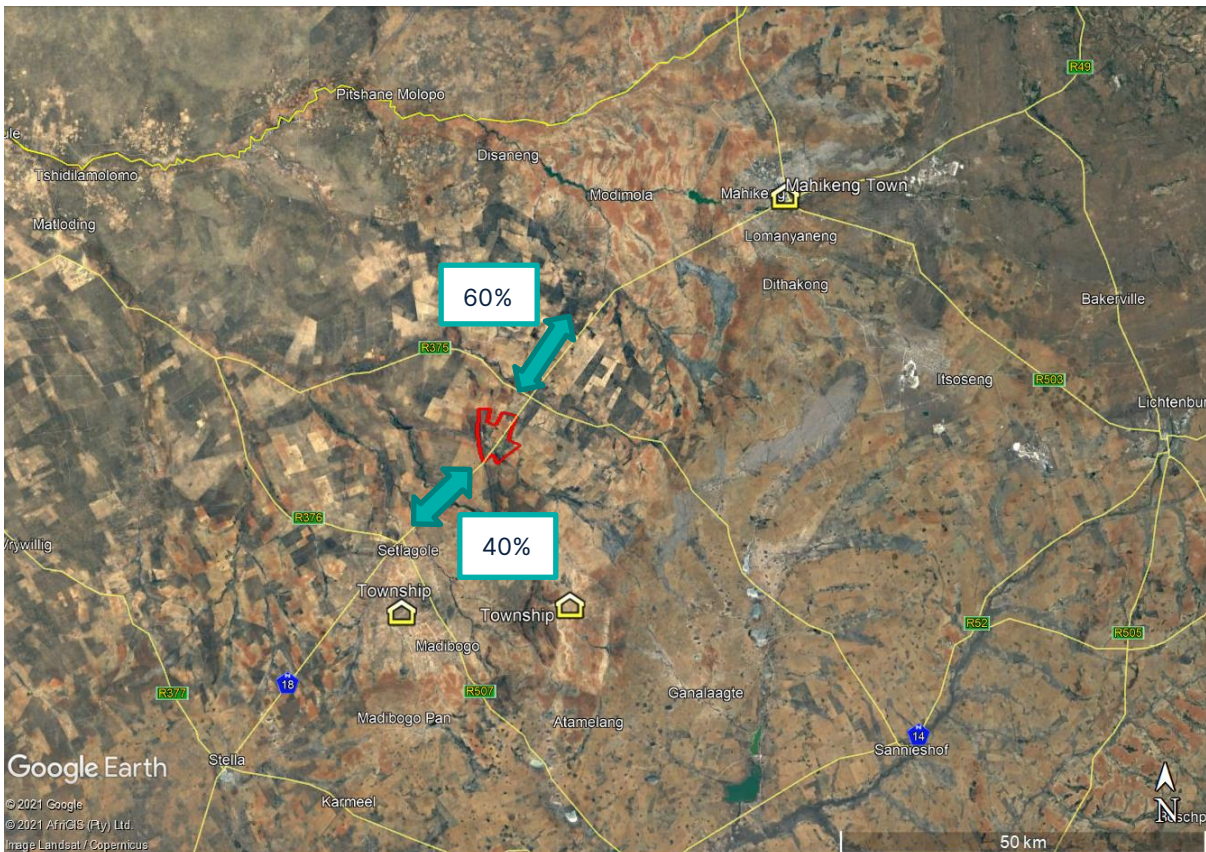 R49
Pitshane Molopo
Disaneng
Tshidilamolomo
Modimola
Mahike
Mahikeng Town
Matloding
Lomanyaneng
Dithakong
60%
Bakerville
R375
Itsoseng
R503
Lichtenbur
R376
Setlagole
40%
Township
Township
Madibogo
R52
R505
18
R377
R507
Ganalaagte
Madibogo Pan
Atamelang
14
Sannieshof
Stella
Google Earth
Karmeel
© 2021 Google
© 2021 AfriGIS (Pty) Ltd.
Image Landsat / Copernicus
N
50 km